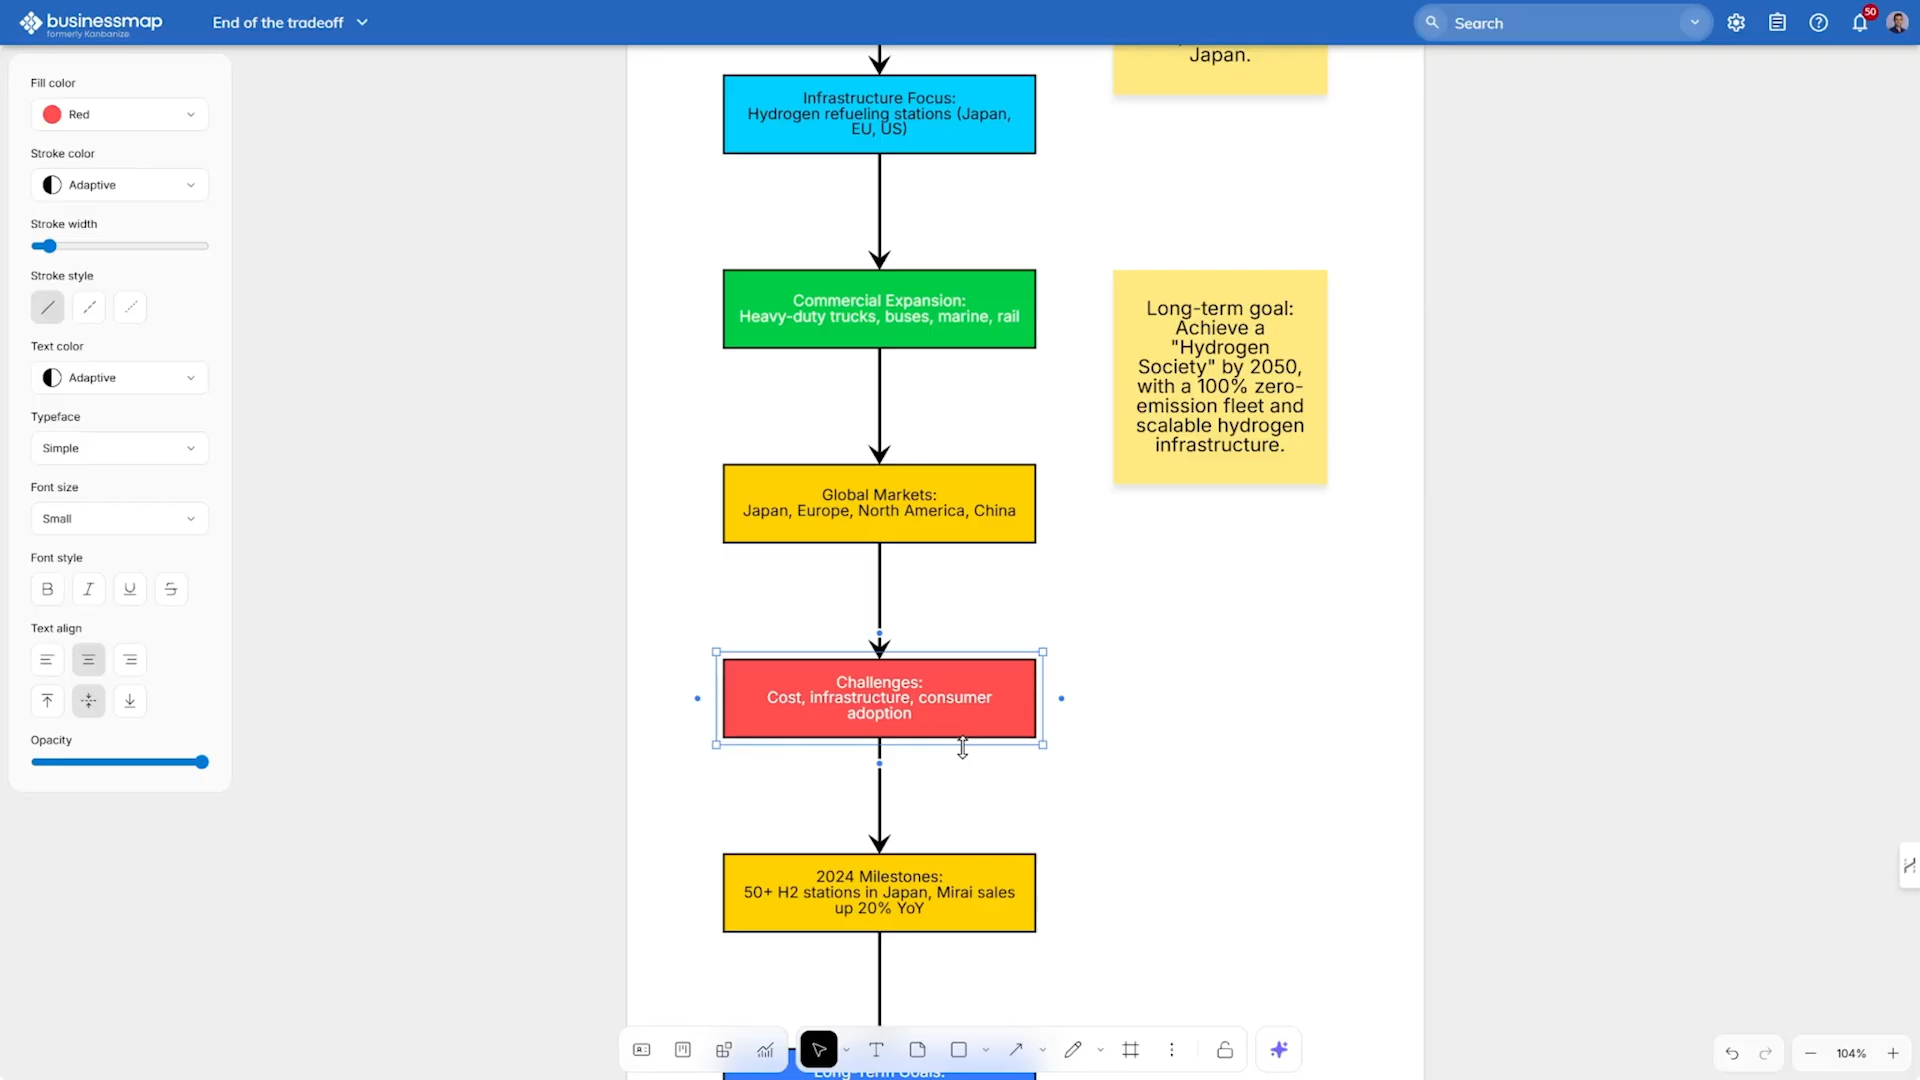 businessmap
formerly Kanbanize
End of the tradeoff
Search
50
Fill color
Red
Stroke color
Adaptive
Stroke width
Stroke style
Text color
Adaptive
Typeface
Simple
Font size
Small
Font style
B I U S
Text align
Opacity
Japan.
Infrastructure Focus:
Hydrogen refueling stations (Japan,
EU, US)
Commercial Expansion:
Heavy-duty trucks, buses, marine, rail
Long-term goal:
Achieve a
"Hydrogen
Society" by 2050,
with a 100% zero-
emission fleet and
scalable hydrogen
infrastructure.
Global Markets:
Japan, Europe, North America, China
Challenges:
Cost, infrastructure, consumer
adoption
2024 Milestones:
50+ H2 stations in Japan, Mirai sales
up 20% YoY
Long-Term Goals:
104%